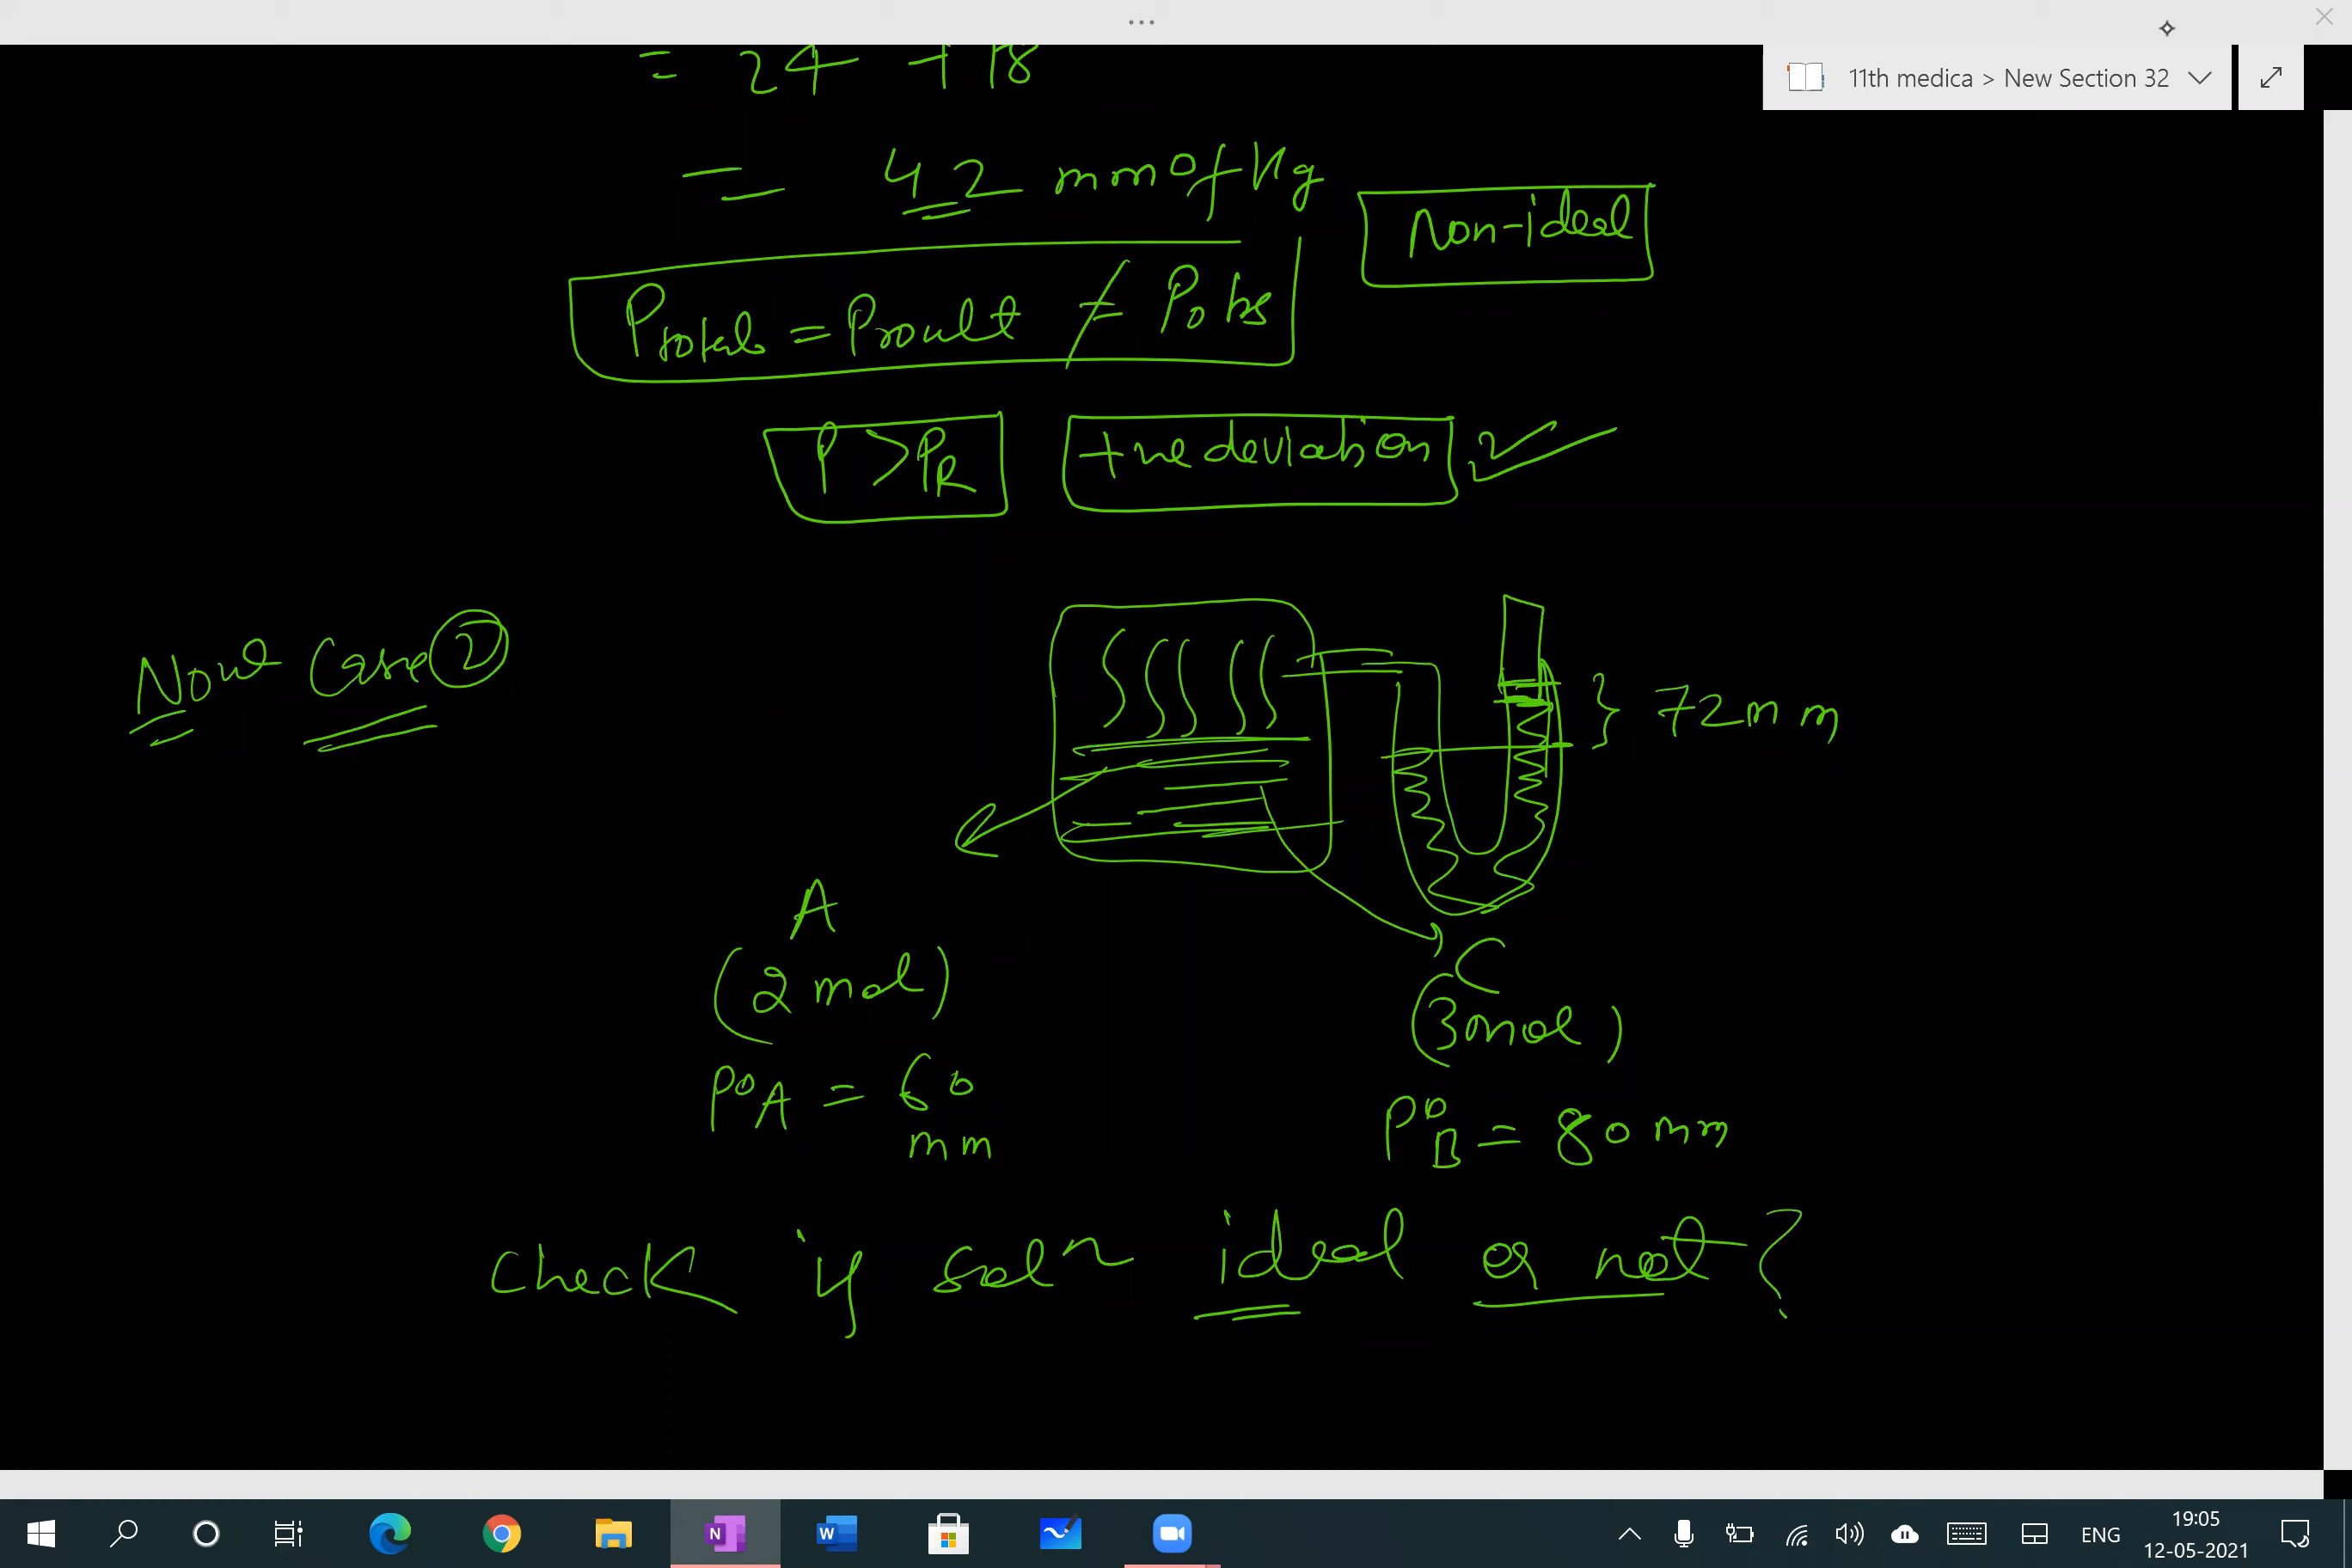 ...
11th medica > New Section 32
= 24 + 18
= 42 mm of Hg
Non-ideal
Ptotal = Proult ≠ Pobs
P > PR
+ve deviation
Now Case 2
72 mm
A
(2 mol)
P°A = 60
mm
C
(3 mol)
P°B = 80 mm
Check if soln ideal or not?
ENG
19:05
12-05-2021